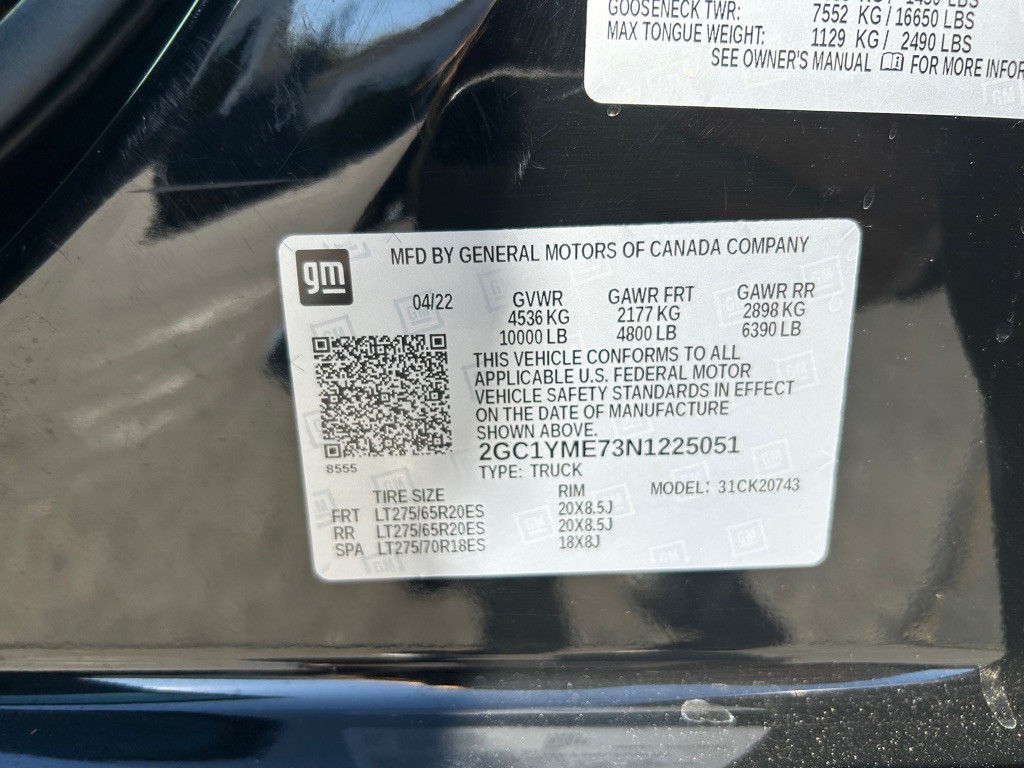 GOOSENECK TWR: 7552 KG / 16650 LBS
MAX TONGUE WEIGHT: 1129 KG / 2490 LBS
SEE OWNER'S MANUAL FOR MORE INFOR
gm
MFD BY GENERAL MOTORS OF CANADA COMPANY
04/22 GVWR GAWR FRT GAWR RR
4536 KG 2177 KG 2898 KG
10000 LB 4800 LB 6390 LB
THIS VEHICLE CONFORMS TO ALL
APPLICABLE U.S. FEDERAL MOTOR
VEHICLE SAFETY STANDARDS IN EFFECT
ON THE DATE OF MANUFACTURE
SHOWN ABOVE.
2GC1YME73N1225051
8555
TYPE: TRUCK
MODEL: 31CK20743
TIRE SIZE RIM
FRT LT275/65R20ES 20X8.5J
RR LT275/65R20ES 20X8.5J
SPA LT275/70R18ES 18X8J